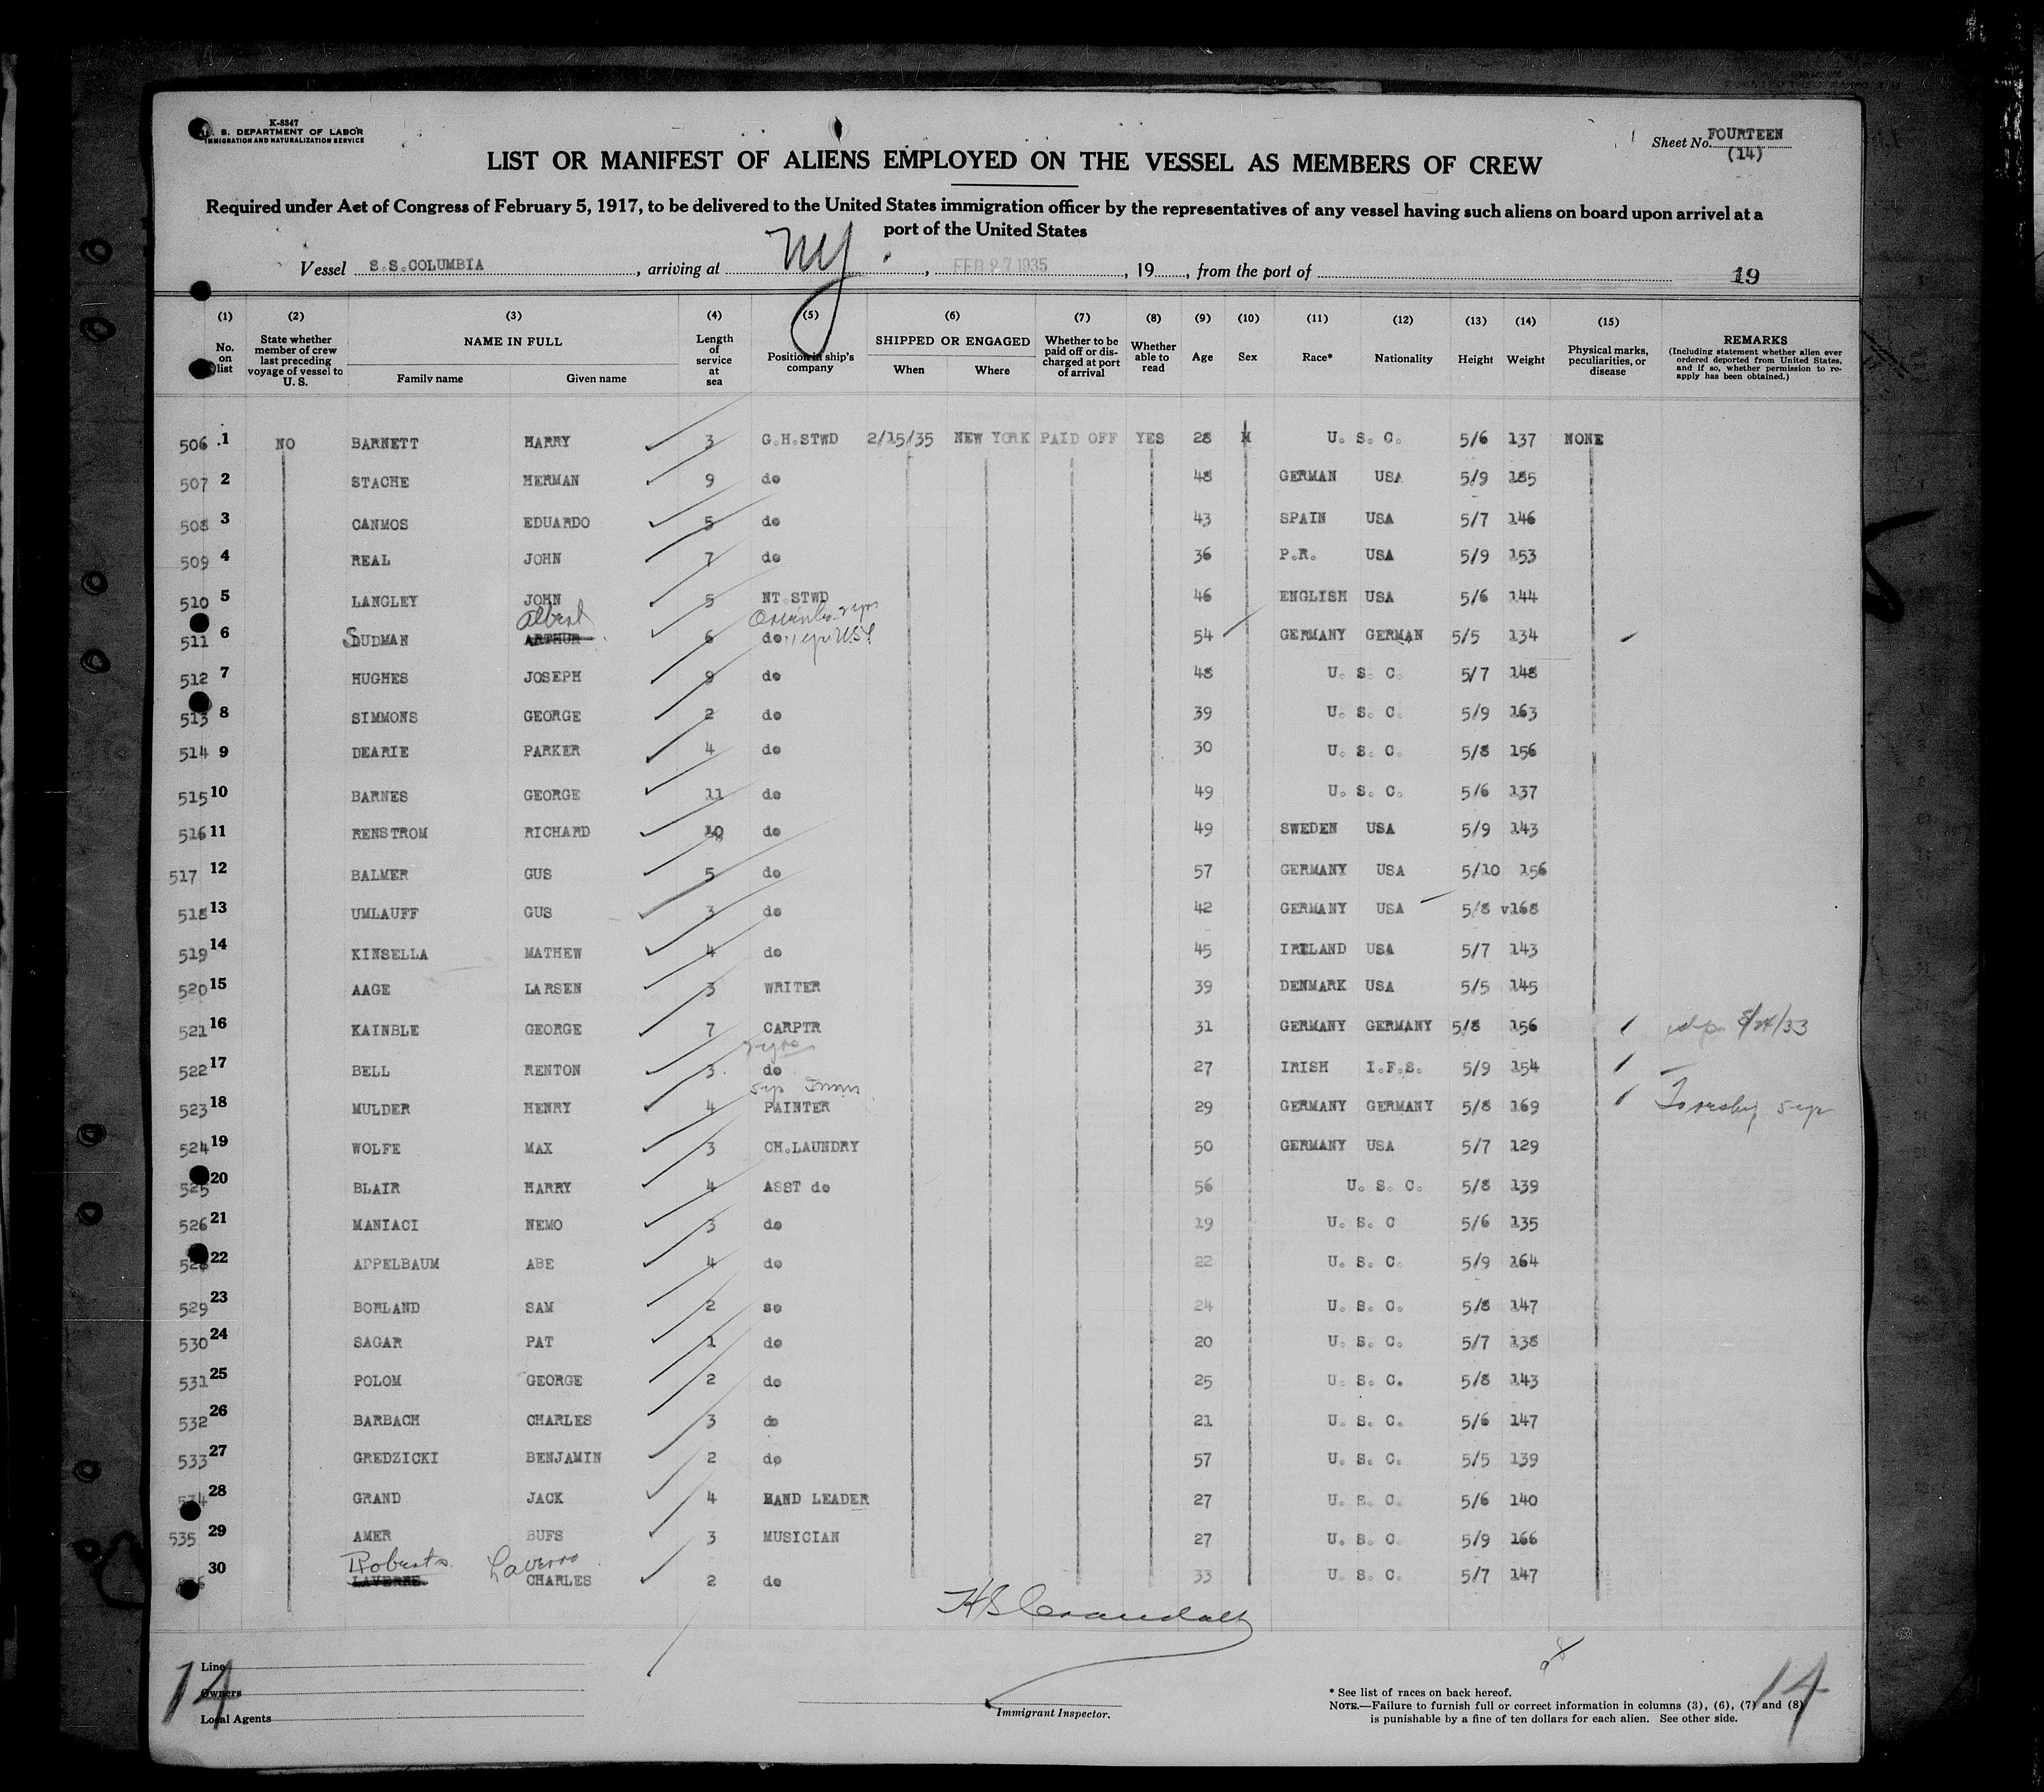 K-8347
U. S. DEPARTMENT OF LABOR
IMMIGRATION AND NATURALIZATION SERVICE
Sheet No. FOURTEEN
(14)
LIST OR MANIFEST OF ALIENS EMPLOYED ON THE VESSEL AS MEMBERS OF CREW
Required under Act of Congress of February 5, 1917, to be delivered to the United States immigration officer by the representatives of any vessel having such aliens on board upon arrival at a
port of the United States
Vessel S.S.COLUMBIA, arriving at NY, FEB 27 1935, 19, from the port of 19
(1) (2) (3) (4) (5) (6) (7) (8) (9) (10) (11) (12) (13) (14) (15)
No. on list State whether member of crew last preceding voyage of vessel to U. S. NAME IN FULL Family name Given name Length of service at sea Position in ship's company SHIPPED OR ENGAGED When Where Whether to be paid off or discharged at port of arrival Whether able to read Age Sex Race* Nationality Height Weight Physical marks, peculiarities, or disease REMARKS (Including statement whether alien ever ordered deported from United States, and if so, whether permission to re-apply has been obtained.)
506 1 NO BARNETT HARRY 3 G.H.STWD 2/15/35 NEW YORK PAID OFF YES 28 M U. S. C. 5/6 137 NONE
507 2 STACHE HERMAN 9 do 48 GERMAN USA 5/9 185
508 3 CANMOS EDUARDO 5 do 43 SPAIN USA 5/7 146
509 4 REAL JOHN 7 do 36 P.R. USA 5/9 153
510 5 LANGLEY JOHN 5 NT.STWD 46 ENGLISH USA 5/6 144
Albert
511 6 SUDMAN ARTHUR 6 do 11 yr USL 54 GERMANY GERMAN 5/5 134
512 7 HUGHES JOSEPH 9 do 48 U. S. C. 5/7 148
513 8 SIMMONS GEORGE 2 do 39 U. S. C. 5/9 163
514 9 DEARIE PARKER 4 do 30 U. S. C. 5/8 156
515 10 BARNES GEORGE 11 do 49 U. S. C. 5/6 137
516 11 RENSTROM RICHARD 10 do 49 SWEDEN USA 5/9 143
517 12 BALMER GUS 5 do 57 GERMANY USA 5/10 156
518 13 UMLAUFF GUS 3 do 42 GERMANY USA 5/8 v168
519 14 KINSELLA MATHEW 4 do 45 IRELAND USA 5/7 143
520 15 AAGE LARSEN 3 WRITER 39 DENMARK USA 5/5 145
521 16 KAINBLE GEORGE 7 CARPTR 31 GERMANY GERMANY 5/8 156
5 yrs
522 17 BELL RENTON 3 do 27 IRISH I.F.S. 5/9 154
523 18 MULDER HENRY 4 PAINTER 29 GERMANY GERMANY 5/8 169 5 yr
524 19 WOLFE MAX 3 CH.LAUNDRY 50 GERMANY USA 5/7 129
525 20 BLAIR HARRY 4 ASST do 56 U. S. C. 5/8 139
526 21 MANIACI NEMO 3 do 19 U. S. C 5/6 135
22 APPELBAUM ABE 4 do 22 U. S. C. 5/9 164
529 23 BORLAND SAM 2 so 24 U. S. C. 5/8 147
530 24 SAGAR PAT 1 do 20 U. S. C. 5/7 138
531 25 POLOM GEORGE 2 do 25 U. S. C. 5/8 143
532 26 BARBACH CHARLES 3 do 21 U. S. C. 5/6 147
533 27 GREDZICKI BENJAMIN 2 do 57 U. S. C. 5/5 139
534 28 GRAND JACK 4 BAND LEADER 27 U. S. C. 5/6 140
535 29 AMER BUFS 3 MUSICIAN 27 U. S. C. 5/9 166
Roberts Laverne
30 LAVERNE CHARLES 2 do 33 U. S. C. 5/7 147
H S Crandall
Line
Owners
Local Agents
14
Immigrant Inspector.
* See list of races on back hereof.
NOTE.—Failure to furnish full or correct information in columns (3), (6), (7) and (8)
is punishable by a fine of ten dollars for each alien. See other side.
14